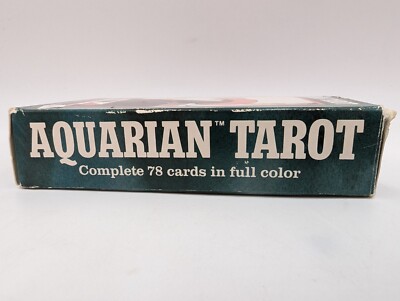 AQUARIAN™ TAROT
Complete 78 cards in full color